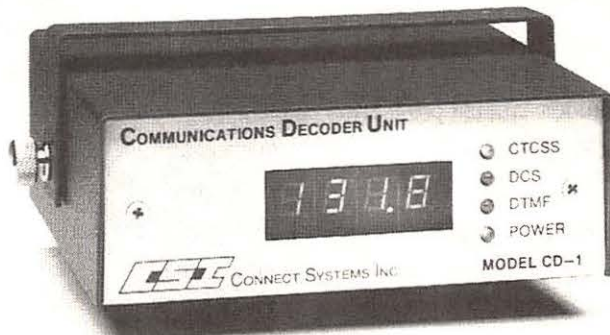 COMMUNICATIONS DECODER UNIT
131.8
CTCSS
DCS
DTMF
POWER
CSI CONNECT SYSTEMS INC
MODEL CD-1